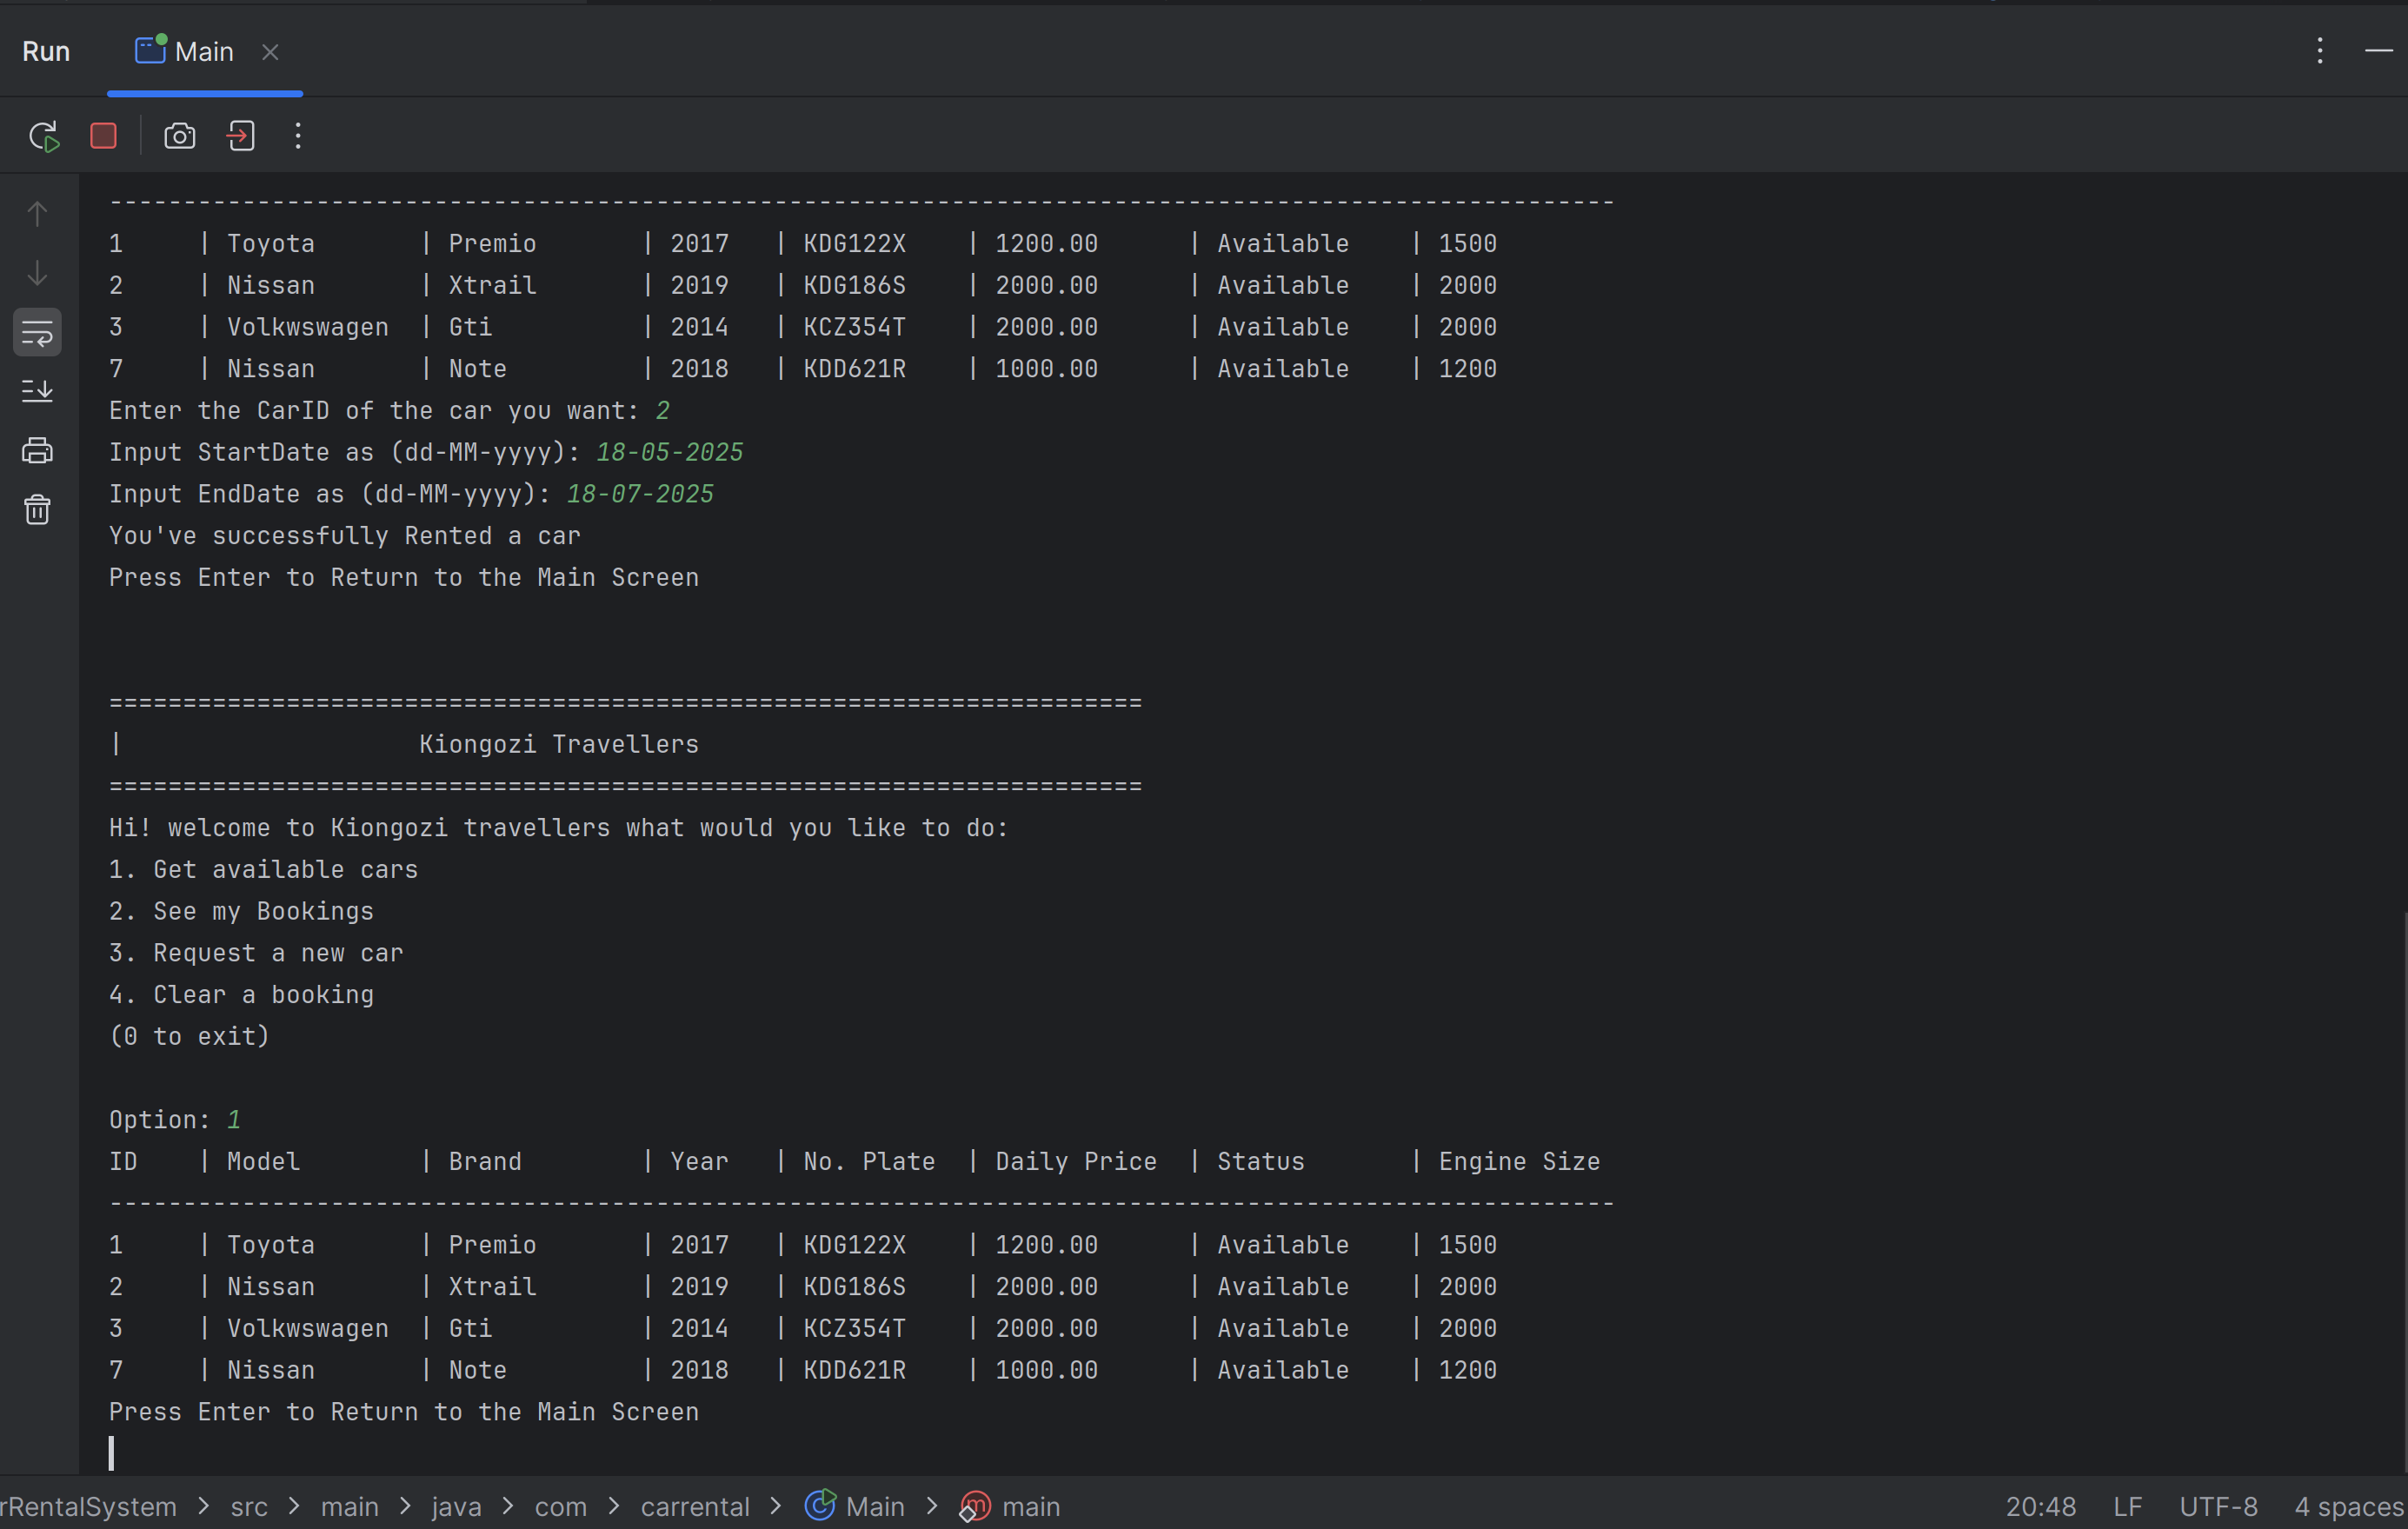 Run Main
--------------------------------------------------------------------------------------------------------
1     | Toyota       | Premio       | 2017   | KDG122X    | 1200.00      | Available    | 1500
2     | Nissan       | Xtrail       | 2019   | KDG186S    | 2000.00      | Available    | 2000
3     | Volkwswagen  | Gti          | 2014   | KCZ354T    | 2000.00      | Available    | 2000
7     | Nissan       | Note         | 2018   | KDD621R    | 1000.00      | Available    | 1200
Enter the CarID of the car you want: 2
Input StartDate as (dd-MM-yyyy): 18-05-2025
Input EndDate as (dd-MM-yyyy): 18-07-2025
You've successfully Rented a car
Press Enter to Return to the Main Screen
======================================================================
|                    Kiongozi Travellers
======================================================================
Hi! welcome to Kiongozi travellers what would you like to do:
1. Get available cars
2. See my Bookings
3. Request a new car
4. Clear a booking
(0 to exit)
Option: 1
ID    | Model        | Brand        | Year   | No. Plate  | Daily Price  | Status       | Engine Size
--------------------------------------------------------------------------------------------------------
1     | Toyota       | Premio       | 2017   | KDG122X    | 1200.00      | Available    | 1500
2     | Nissan       | Xtrail       | 2019   | KDG186S    | 2000.00      | Available    | 2000
3     | Volkwswagen  | Gti          | 2014   | KCZ354T    | 2000.00      | Available    | 2000
7     | Nissan       | Note         | 2018   | KDD621R    | 1000.00      | Available    | 1200
Press Enter to Return to the Main Screen
rRentalSystem > src > main > java > com > carrental > Main > main 20:48 LF UTF-8 4 spaces